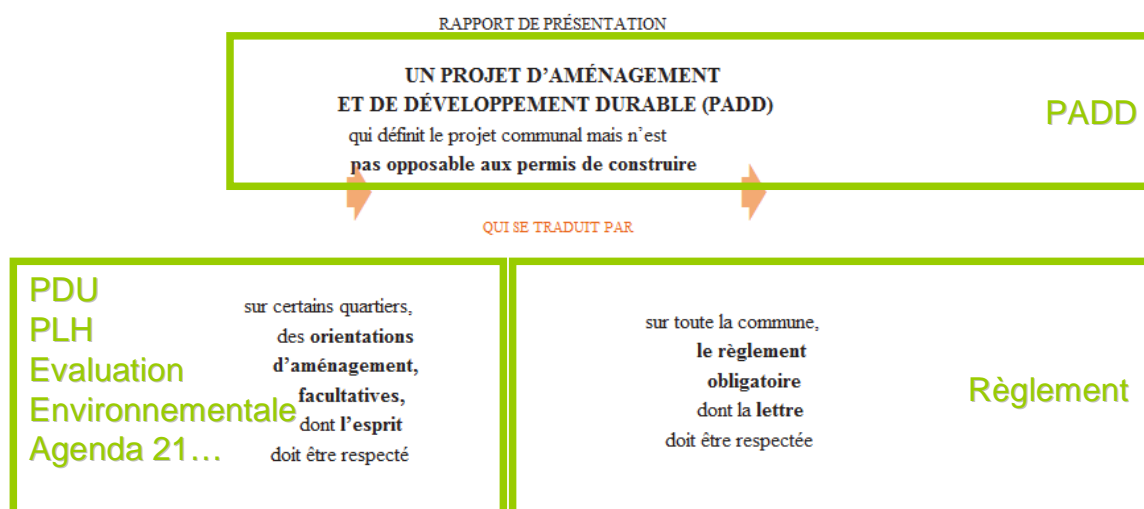 RAPPORT DE PRÉSENTATION
UN PROJET D'AMÉNAGEMENT
ET DE DÉVELOPPEMENT DURABLE (PADD)
qui définit le projet communal mais n'est
pas opposable aux permis de construire
PADD
QUI SE TRADUIT PAR
PDU
PLH
Evaluation
Environnementale
Agenda 21…
sur certains quartiers,
des orientations
d'aménagement,
facultatives,
dont l'esprit
doit être respecté
sur toute la commune,
le règlement
obligatoire
dont la lettre
doit être respectée
Règlement